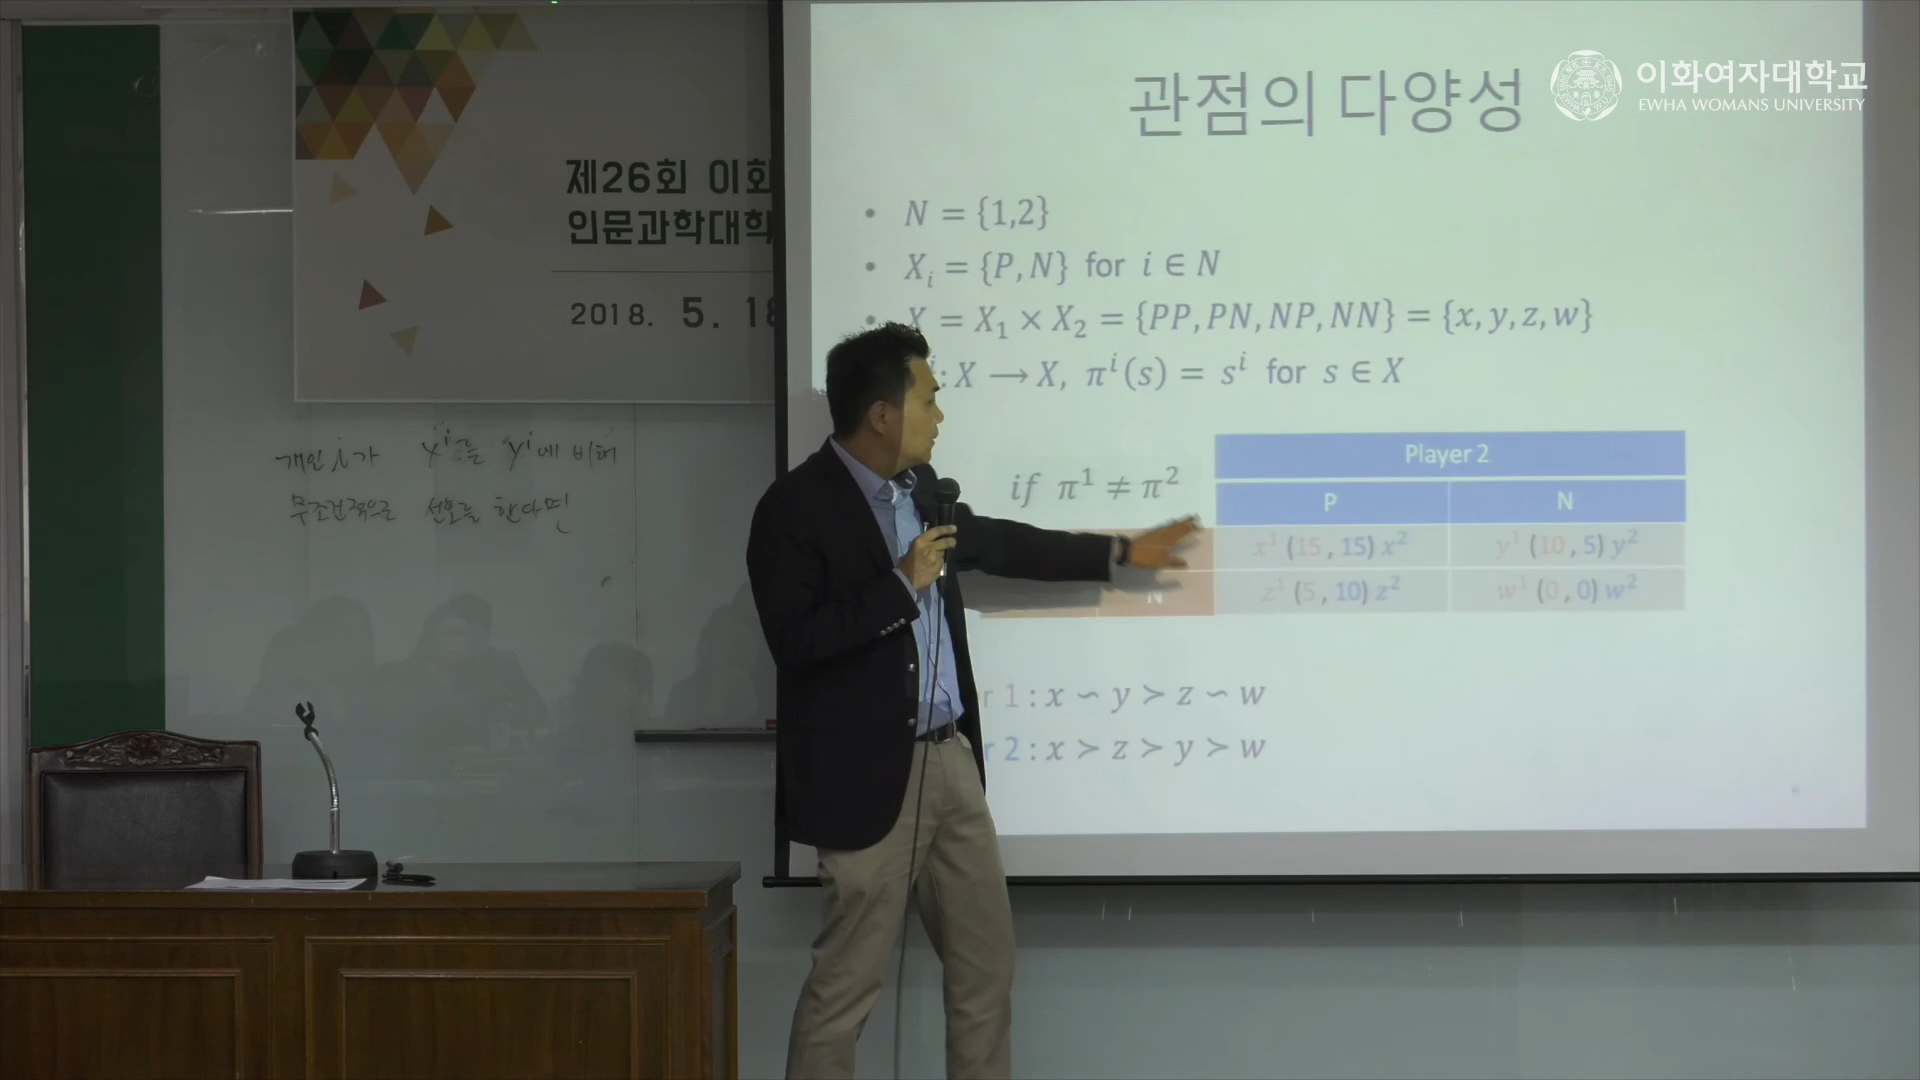 제26회 이화
인문과학대학
2018. 5. 18
개인 i가 x^i를 y^i에 비해
무조건적으로 선호를 한다면
관점의 다양성
이화여자대학교
EWHA WOMANS UNIVERSITY
• N = {1,2}
• X_i = {P, N} for i ∈ N
• X = X_1 × X_2 = {PP, PN, NP, NN} = {x, y, z, w}
: X → X, π^i(s) = s^i for s ∈ X
if π^1 ≠ π^2
Player 2
P N
x^1 (15 , 15) x^2 y^1 (10 , 5) y^2
N z^1 (5 , 10) z^2 w^1 (0 , 0) w^2
r 1 : x ∽ y ≻ z ∽ w
r 2 : x ≻ z ≻ y ≻ w